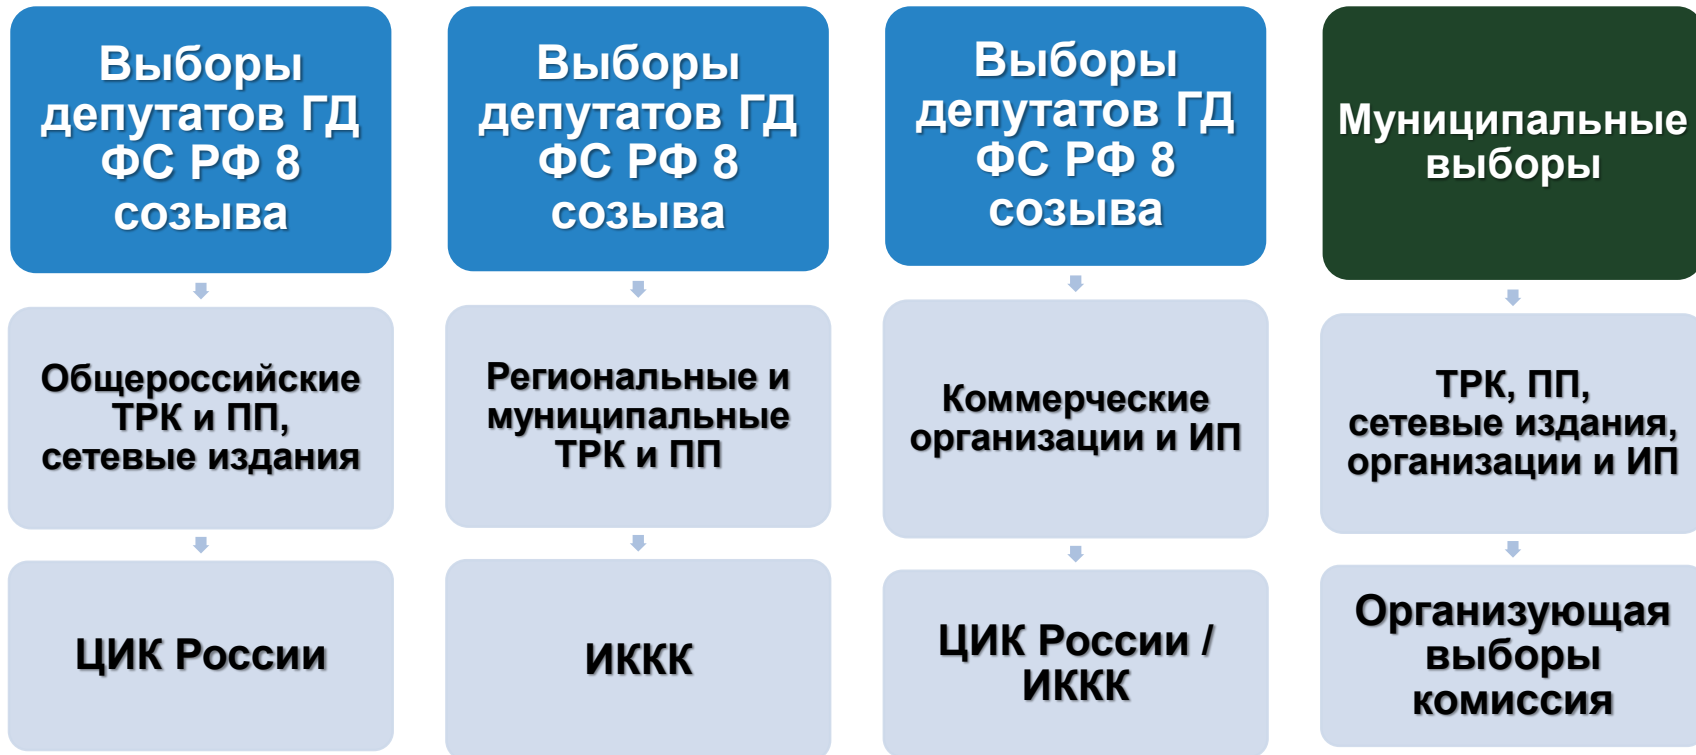 Выборы
депутатов ГД
ФС РФ 8
созыва
Общероссийские
ТРК и ПП,
сетевые издания
ЦИК России
Выборы
депутатов ГД
ФС РФ 8
созыва
Региональные и
муниципальные
ТРК и ПП
ИККК
Выборы
депутатов ГД
ФС РФ 8
созыва
Коммерческие
организации и ИП
ЦИК России /
ИККК
Муниципальные
выборы
ТРК, ПП,
сетевые издания,
организации и ИП
Организующая
выборы
комиссия